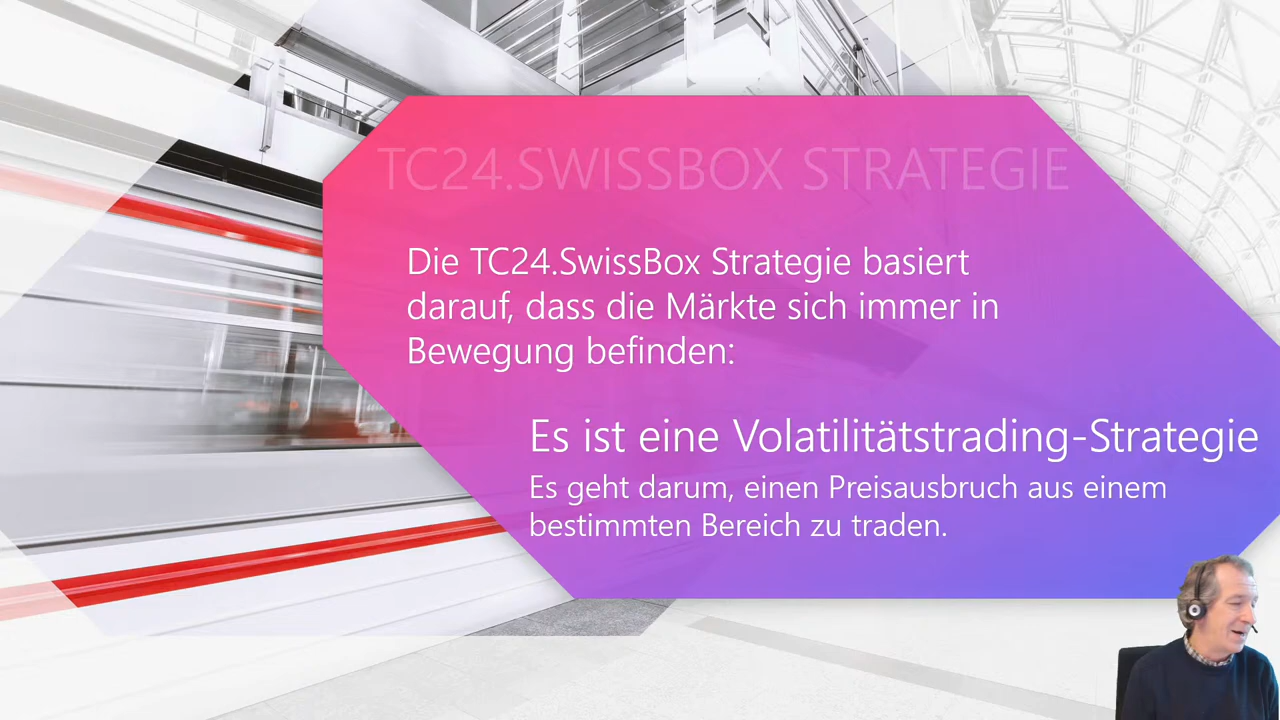 TC24.SWISSBOX STRATEGIE
Die TC24.SwissBox Strategie basiert
darauf, dass die Märkte sich immer in
Bewegung befinden:
Es ist eine Volatilitätstrading-Strategie
Es geht darum, einen Preisausbruch aus einem
bestimmten Bereich zu traden.